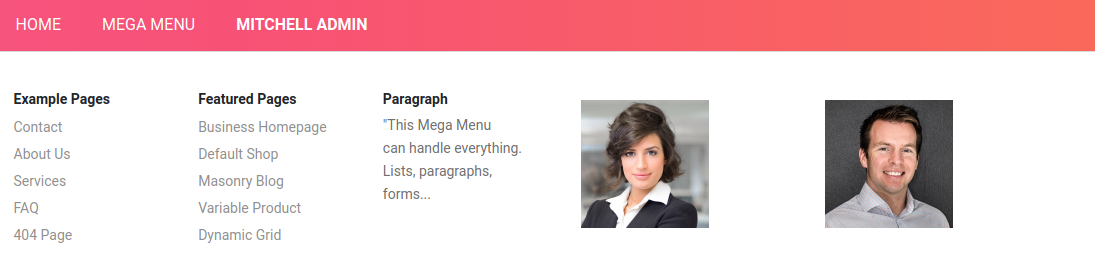 HOME MEGA MENU MITCHELL ADMIN
Example Pages
Contact
About Us
Services
FAQ
404 Page
Featured Pages
Business Homepage
Default Shop
Masonry Blog
Variable Product
Dynamic Grid
Paragraph
"This Mega Menu
can handle everything.
Lists, paragraphs,
forms...